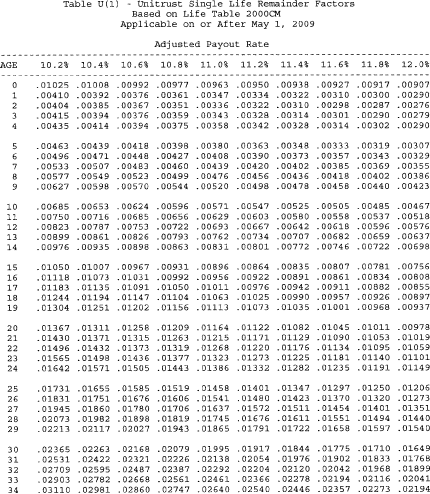 Table U(1) - Unitrust Single Life Remainder Factors
Based on Life Table 2000CM
Applicable on or After May 1, 2009
Adjusted Payout Rate
AGE 10.2% 10.4% 10.6% 10.8% 11.0% 11.2% 11.4% 11.6% 11.8% 12.0%
0 .01025 .01008 .00992 .00977 .00963 .00950 .00938 .00927 .00917 .00907
1 .00410 .00392 .00376 .00361 .00347 .00334 .00322 .00310 .00300 .00290
2 .00404 .00385 .00367 .00351 .00336 .00322 .00310 .00298 .00287 .00276
3 .00415 .00394 .00376 .00359 .00343 .00328 .00314 .00301 .00290 .00279
4 .00435 .00414 .00394 .00375 .00358 .00342 .00328 .00314 .00302 .00290
5 .00463 .00439 .00418 .00398 .00380 .00363 .00348 .00333 .00319 .00307
6 .00496 .00471 .00448 .00427 .00408 .00390 .00373 .00357 .00343 .00329
7 .00533 .00507 .00483 .00460 .00439 .00420 .00402 .00385 .00369 .00355
8 .00577 .00549 .00523 .00499 .00476 .00456 .00436 .00418 .00402 .00386
9 .00627 .00598 .00570 .00544 .00520 .00498 .00478 .00458 .00440 .00423
10 .00685 .00653 .00624 .00596 .00571 .00547 .00525 .00505 .00485 .00467
11 .00750 .00716 .00685 .00656 .00629 .00603 .00580 .00558 .00537 .00518
12 .00823 .00787 .00753 .00722 .00693 .00667 .00642 .00618 .00596 .00576
13 .00899 .00861 .00826 .00793 .00762 .00734 .00707 .00682 .00659 .00637
14 .00976 .00935 .00898 .00863 .00831 .00801 .00772 .00746 .00722 .00698
15 .01050 .01007 .00967 .00931 .00896 .00864 .00835 .00807 .00781 .00756
16 .01118 .01073 .01031 .00992 .00956 .00922 .00891 .00861 .00834 .00808
17 .01183 .01135 .01091 .01050 .01011 .00976 .00942 .00911 .00882 .00855
18 .01244 .01194 .01147 .01104 .01063 .01025 .00990 .00957 .00926 .00897
19 .01304 .01251 .01202 .01156 .01113 .01073 .01035 .01001 .00968 .00937
20 .01367 .01311 .01258 .01209 .01164 .01122 .01082 .01045 .01011 .00978
21 .01430 .01371 .01315 .01263 .01215 .01171 .01129 .01090 .01053 .01019
22 .01496 .01432 .01373 .01319 .01268 .01220 .01176 .01134 .01095 .01059
23 .01565 .01498 .01436 .01377 .01323 .01273 .01225 .01181 .01140 .01101
24 .01642 .01571 .01505 .01443 .01386 .01332 .01282 .01235 .01191 .01149
25 .01731 .01655 .01585 .01519 .01458 .01401 .01347 .01297 .01250 .01206
26 .01831 .01751 .01676 .01606 .01541 .01480 .01423 .01370 .01320 .01273
27 .01945 .01860 .01780 .01706 .01637 .01572 .01511 .01454 .01401 .01351
28 .02073 .01982 .01898 .01819 .01745 .01676 .01611 .01551 .01494 .01440
29 .02213 .02117 .02027 .01943 .01865 .01791 .01722 .01658 .01597 .01540
30 .02365 .02263 .02168 .02079 .01995 .01917 .01844 .01775 .01710 .01649
31 .02531 .02422 .02321 .02226 .02138 .02054 .01976 .01902 .01833 .01768
32 .02709 .02595 .02487 .02387 .02292 .02204 .02120 .02042 .01968 .01899
33 .02903 .02782 .02668 .02561 .02461 .02366 .02278 .02194 .02116 .02041
34 .03110 .02981 .02860 .02747 .02640 .02540 .02446 .02357 .02273 .02194